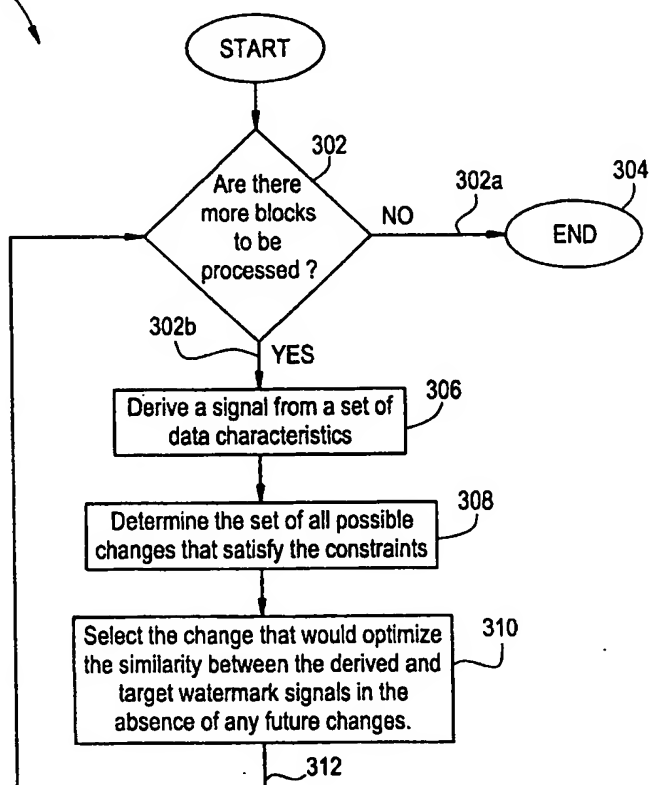 START
302
Are there
more blocks
to be
processed ?
NO
302a
304
END
302b
YES
306
Derive a signal from a set of
data characteristics
308
Determine the set of all possible
changes that satisfy the constraints
310
Select the change that would optimize
the similarity between the derived and
target watermark signals in the
absence of any future changes.
312